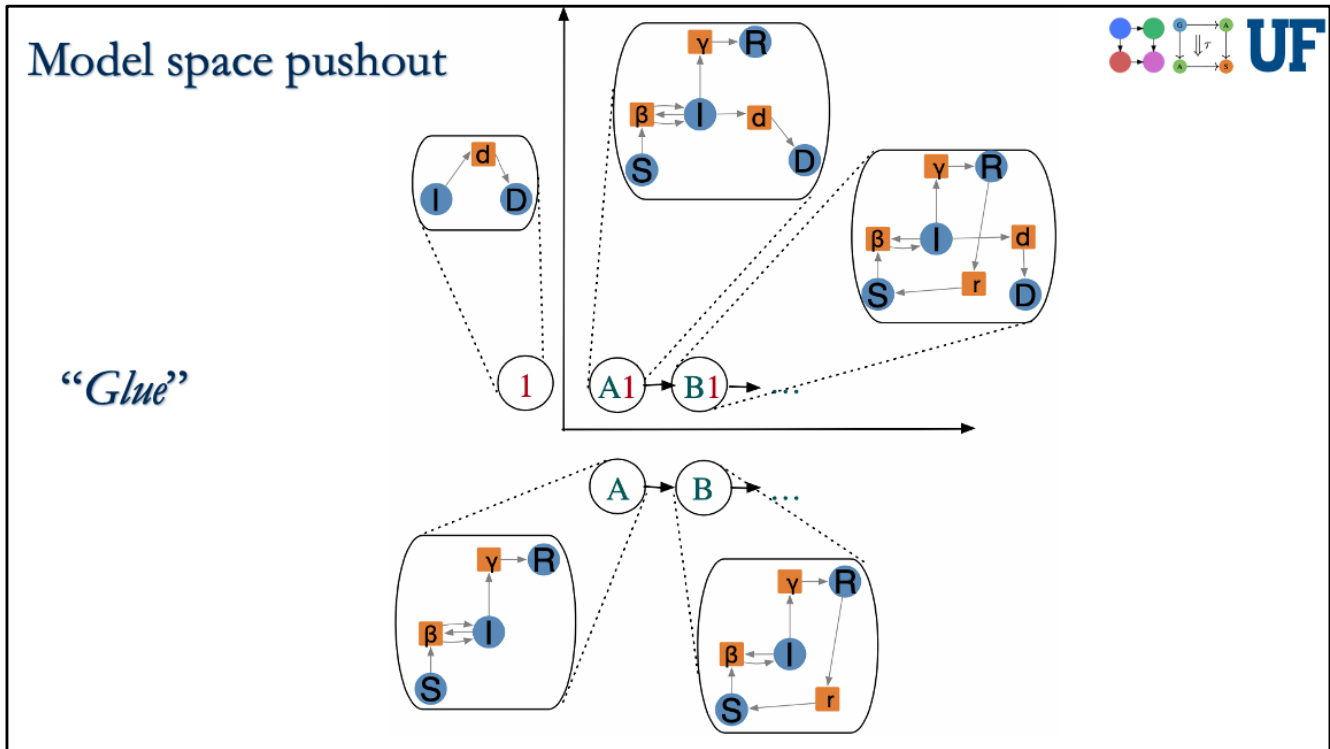 Model space pushout
G A
τ
A S
UF
γ R
β I d
S D
d
I D
γ R
β I d
S r D
“Glue”
1
A1 B1 ...
A B ...
γ R
β I
S
γ R
β I
S r